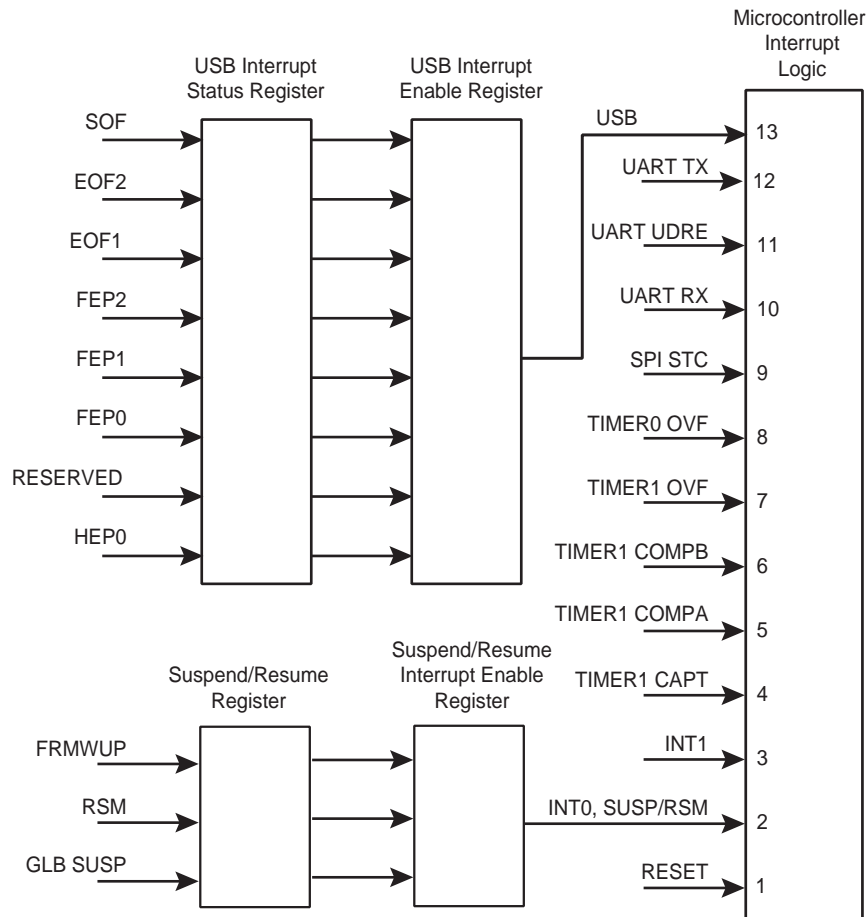 Microcontroller
Interrupt
Logic
USB Interrupt
Status Register
USB Interrupt
Enable Register
SOF
EOF2
EOF1
FEP2
FEP1
FEP0
RESERVED
HEP0
USB
13
UART TX
12
UART UDRE
11
UART RX
10
SPI STC
9
TIMER0 OVF
8
TIMER1 OVF
7
TIMER1 COMPB
6
TIMER1 COMPA
5
TIMER1 CAPT
4
INT1
3
INT0, SUSP/RSM
2
RESET
1
Suspend/Resume
Register
Suspend/Resume
Interrupt Enable
Register
FRMWUP
RSM
GLB SUSP